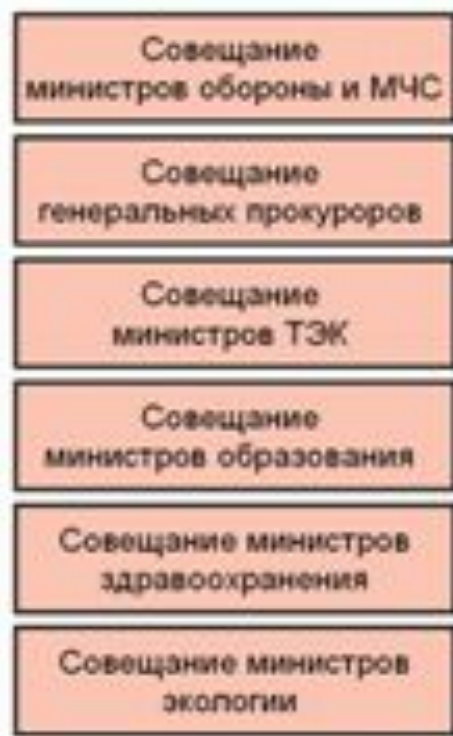 Совещание
министров обороны и МЧС
Совещание
генеральных прокуроров
Совещание
министров ТЭК
Совещание
министров образования
Совещание министров
здравоохранения
Совещание министров
экологии